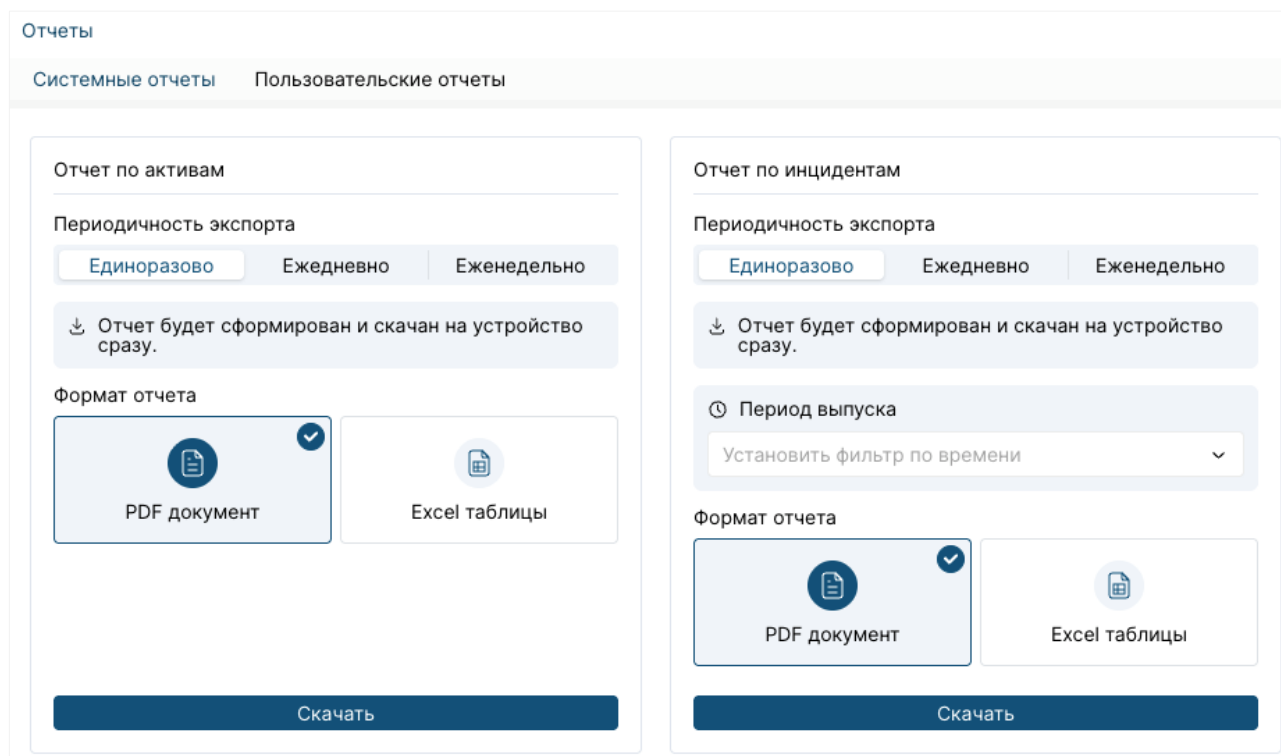 Отчеты
Системные отчеты Пользовательские отчеты
Отчет по активам
Периодичность экспорта
Единоразово Ежедневно Еженедельно
Отчет будет сформирован и скачан на устройство
сразу.
Формат отчета
PDF документ Excel таблицы
Скачать
Отчет по инцидентам
Периодичность экспорта
Единоразово Ежедневно Еженедельно
Отчет будет сформирован и скачан на устройство
сразу.
Период выпуска
Установить фильтр по времени
Формат отчета
PDF документ Excel таблицы
Скачать